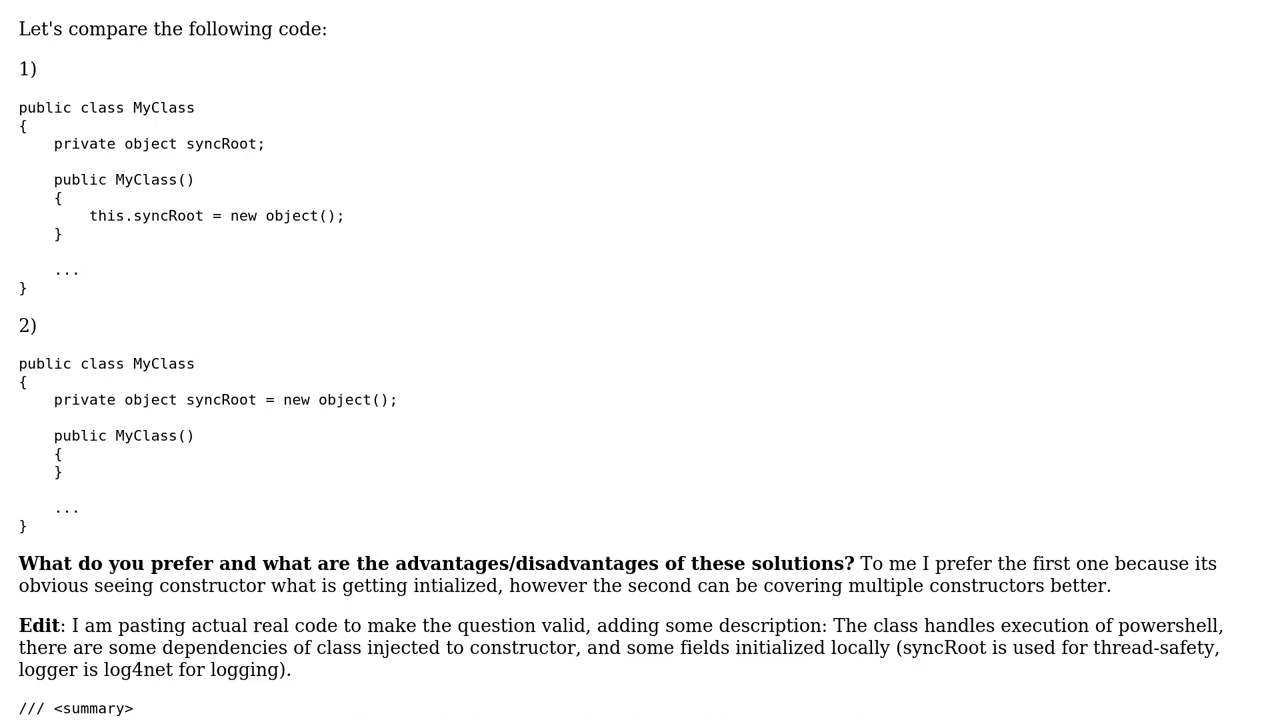 Let's compare the following code:
1)
public class MyClass
{
    private object syncRoot;

    public MyClass()
    {
        this.syncRoot = new object();
    }

    ...
}
2)
public class MyClass
{
    private object syncRoot = new object();

    public MyClass()
    {
    }

    ...
}
What do you prefer and what are the advantages/disadvantages of these solutions? To me I prefer the first one because its
obvious seeing constructor what is getting intialized, however the second can be covering multiple constructors better.
Edit: I am pasting actual real code to make the question valid, adding some description: The class handles execution of powershell,
there are some dependencies of class injected to constructor, and some fields initialized locally (syncRoot is used for thread-safety,
logger is log4net for logging).
/// <summary>